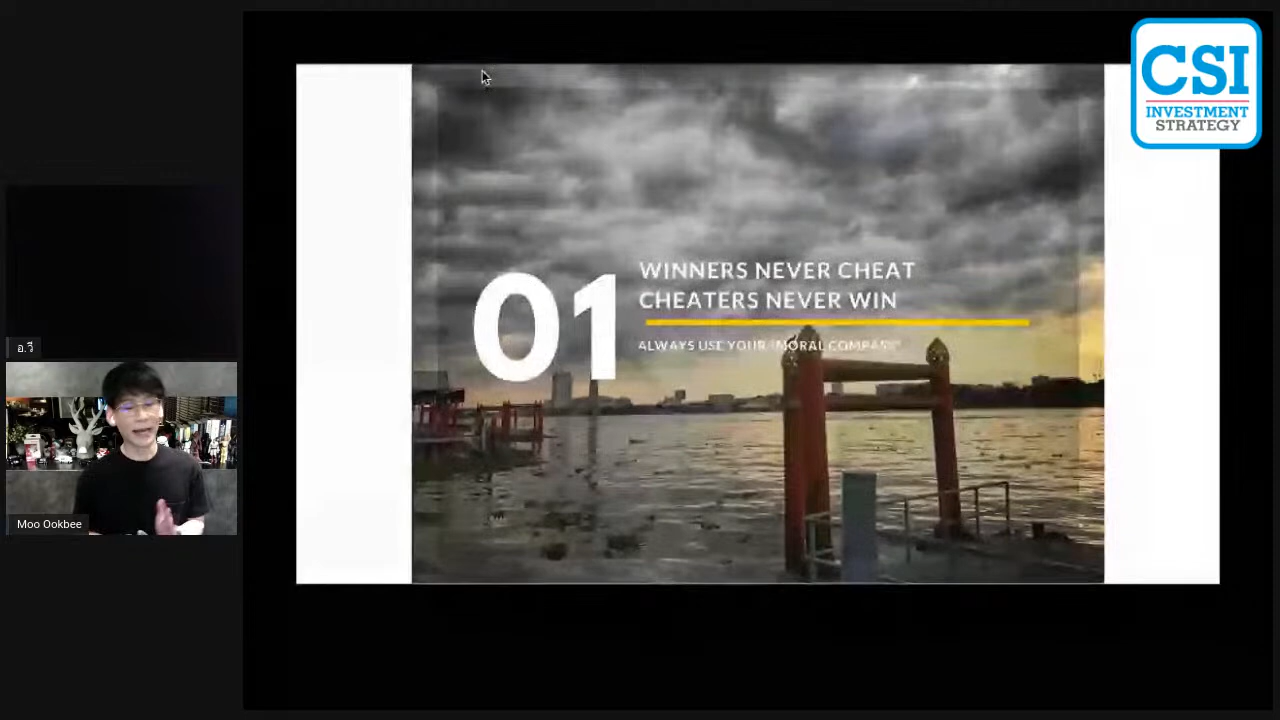 CSI
INVESTMENT
STRATEGY
01
WINNERS NEVER CHEAT
CHEATERS NEVER WIN
ALWAYS USE YOUR "MORAL COMPASS"
อ.วี
Moo Ookbee